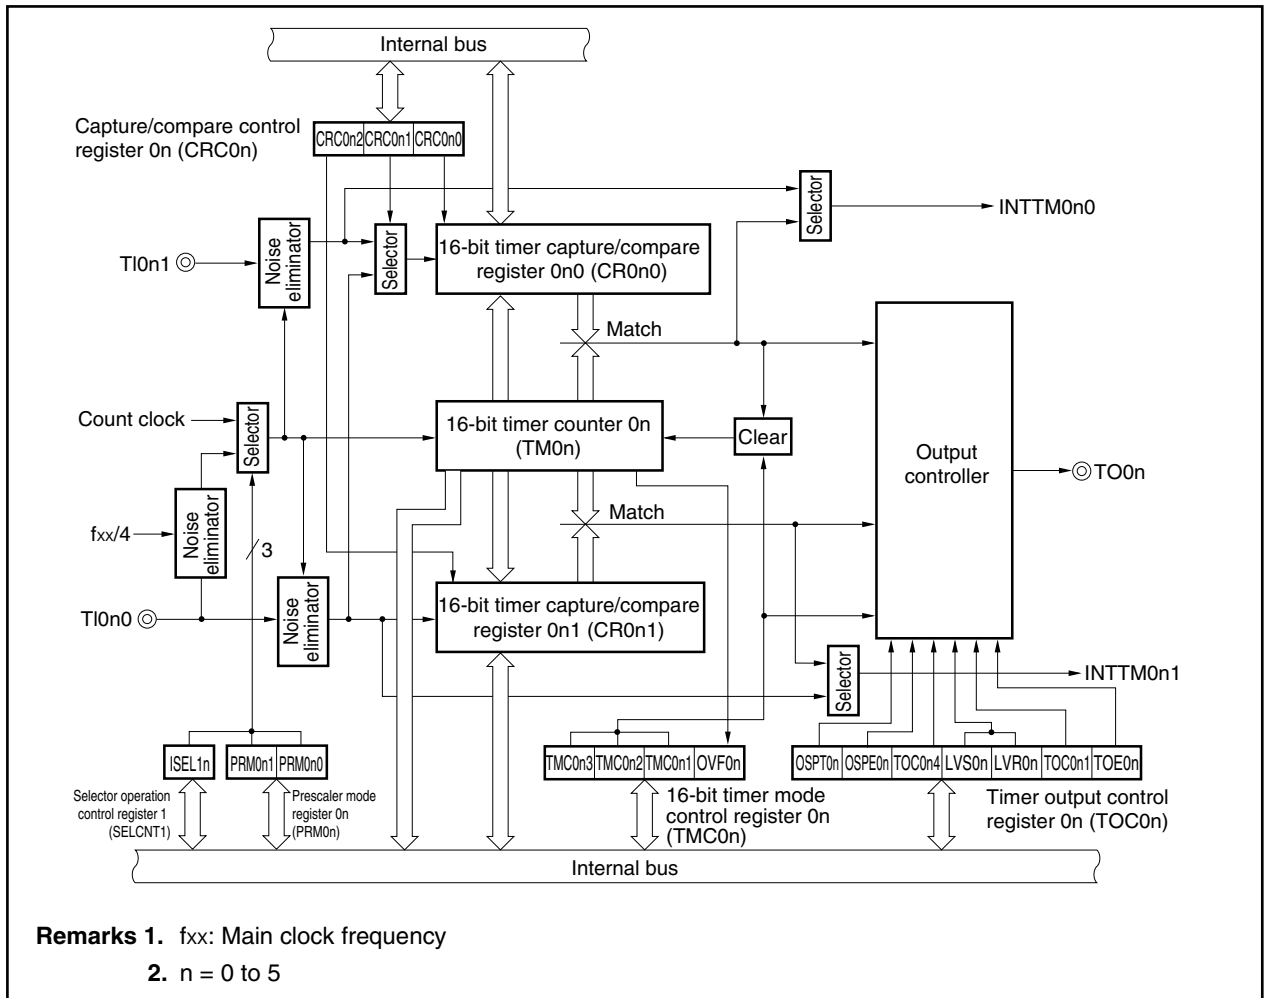 Internal bus
Capture/compare control
register 0n (CRC0n)
CRC0n2 CRC0n1 CRC0n0
Selector
INTTM0n0
TI0n1
Noise
eliminator
Selector
16-bit timer capture/compare
register 0n0 (CR0n0)
Match
Count clock
Selector
16-bit timer counter 0n
(TM0n)
Clear
Output
controller
TO0n
fxx/4
Noise
eliminator
3
Match
TI0n0
Noise
eliminator
16-bit timer capture/compare
register 0n1 (CR0n1)
Selector
INTTM0n1
ISEL1n
PRM0n1 PRM0n0
TMC0n3 TMC0n2 TMC0n1 OVF0n
OSPT0n OSPE0n TOC0n4 LVS0n LVR0n TOC0n1 TOE0n
Selector operation
control register 1
(SELCNT1)
Prescaler mode
register 0n
(PRM0n)
16-bit timer mode
control register 0n
(TMC0n)
Timer output control
register 0n (TOC0n)
Internal bus
Remarks 1. fxx: Main clock frequency
2. n = 0 to 5